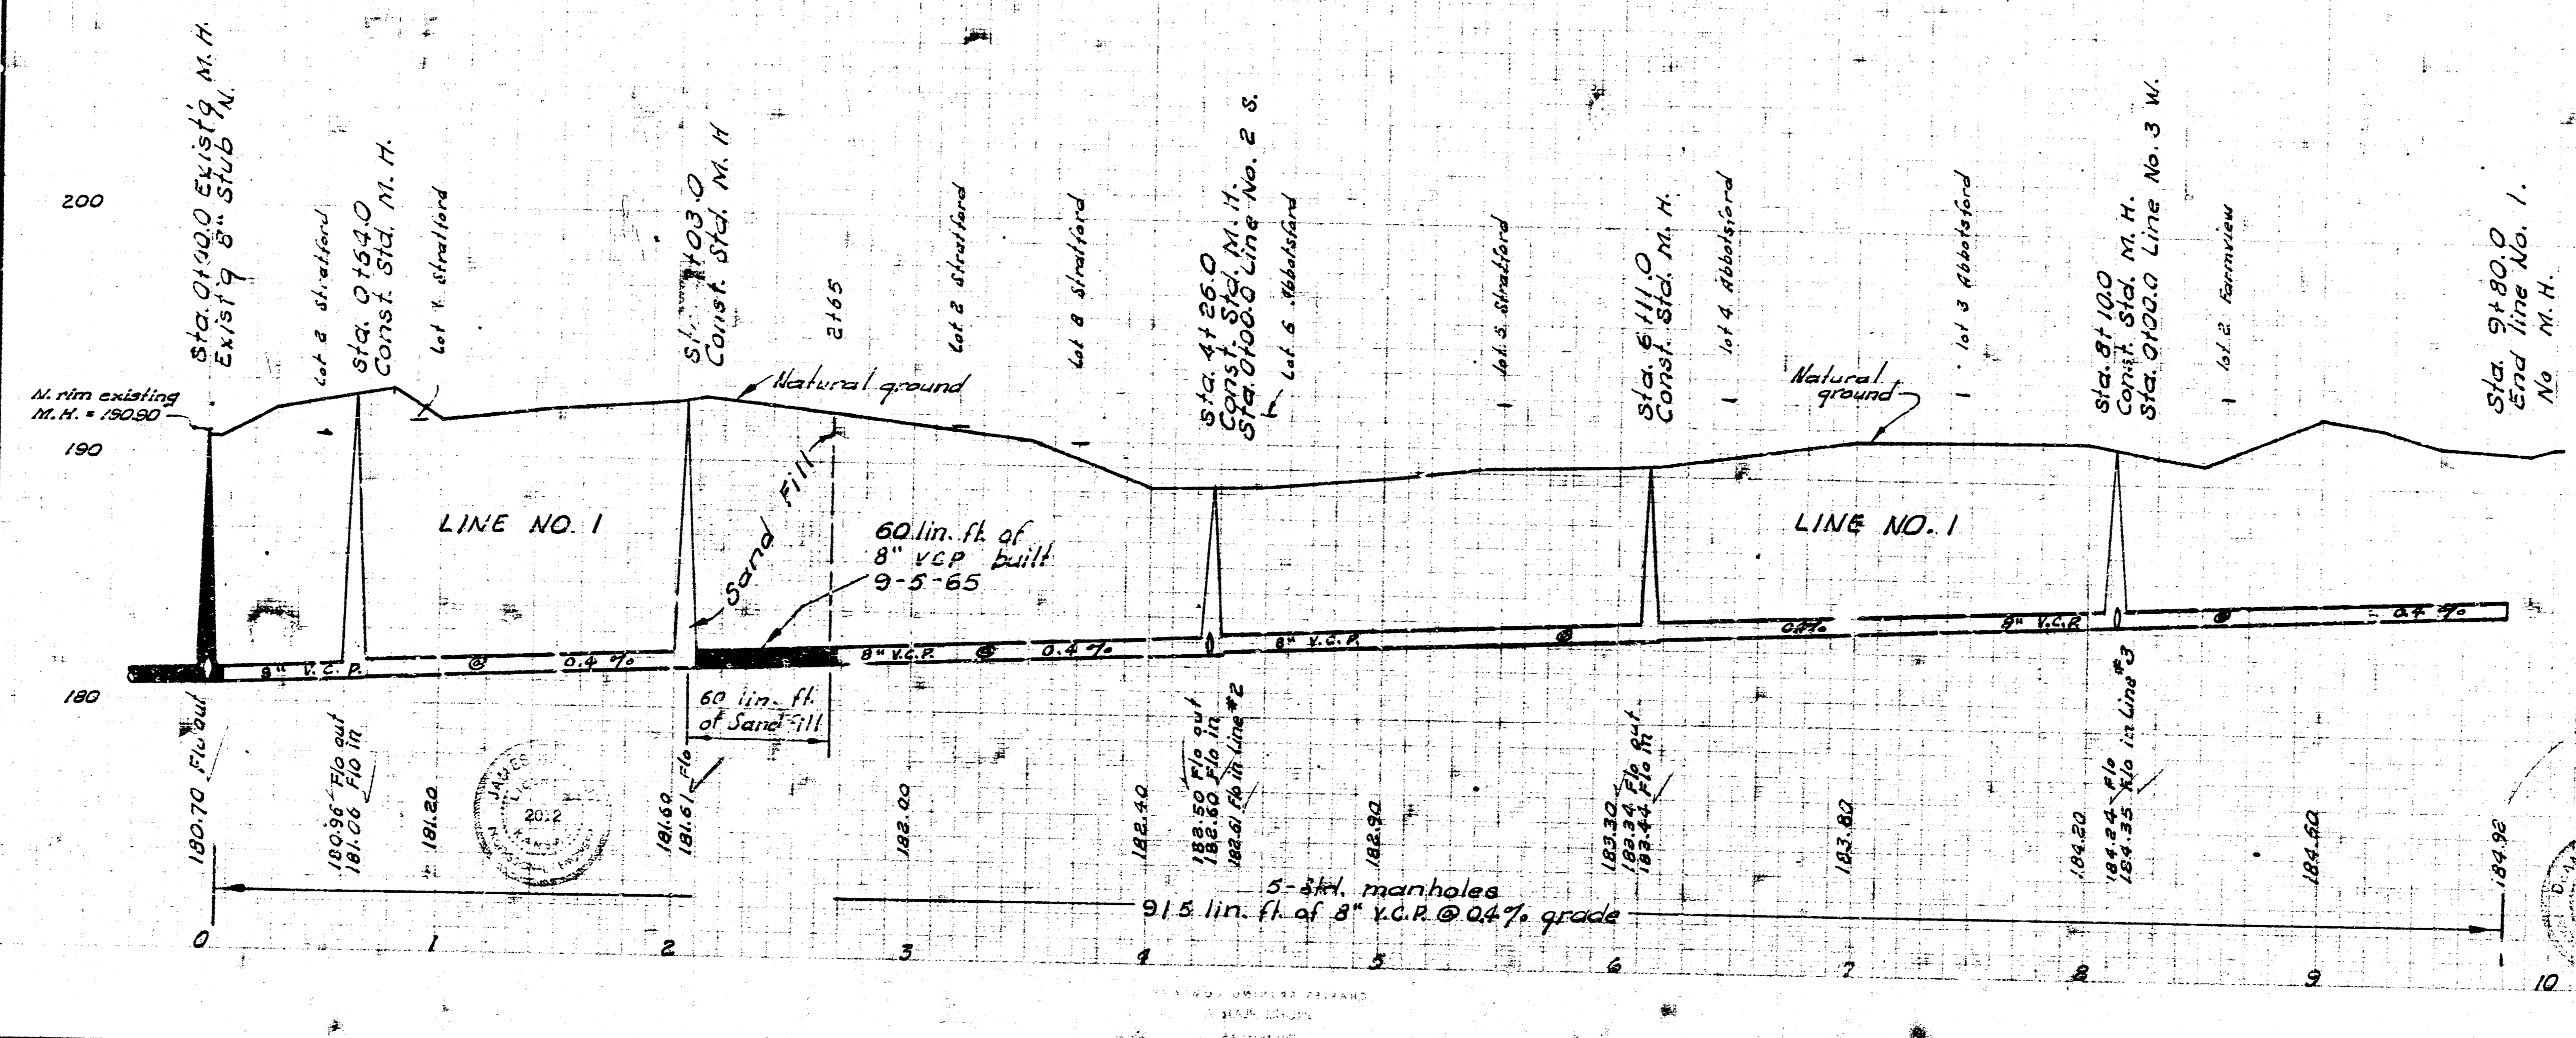 Sta. 0+00.0 Exist'g M. H.
Exist'g 8" Stub N.
Lot 3 Stratford
Sta. 0+64.0
Const. Std. M. H.
Stratford
+03.0
Const. Std. M. H
2+65
Lot 2 Stratford
Lot 8 Stratford
Sta. 4+26.0
Const. Std. M. H.
Sta. 0+00.0 Line No. 2 S.
Lot 6 Abbotsford
Lot 5 Stratford
Sta. 6+11.0
Const. Std. M. H.
lot 4 Abbotsford
lot 3 Abbotsford
Sta. 8+10.0
Const. Std. M. H.
Sta. 0+00.0 Line No. 3 W.
lot 2 Farmview
Sta. 9+80.0
End line No. 1.
No M. H.
200
N. rim existing
M.H. = 190.90
190
180
Natural ground
Natural
ground
LINE NO. 1
Sand Fill
60 lin. ft. of
8" V.C.P. built
9-5-65
LINE NO. 1
8" V.C.P. @ 0.4 %
8" V.C.P. @ 0.4 %
8" V.C.P. @ 0.4%
8" V.C.P. @ 0.4 %
60 lin. ft.
of Sand fill
180.70 Flo out
180.96 Flo out
181.06 Flo in
181.20
181.60
181.61 Flo
182.00
182.40
182.50 Flo out
182.60 Flo in
182.61 Flo in Line #2
182.90
183.30
183.34 Flo out
183.44 Flo in
183.80
184.20
184.24 Flo
184.35 Flo in Line #3
184.60
184.92
JAMES
2012
5-Std. manholes
915 lin. ft. of 8" V.C.P. @ 0.4% grade
0 1 2 3 4 5 6 7 8 9 10